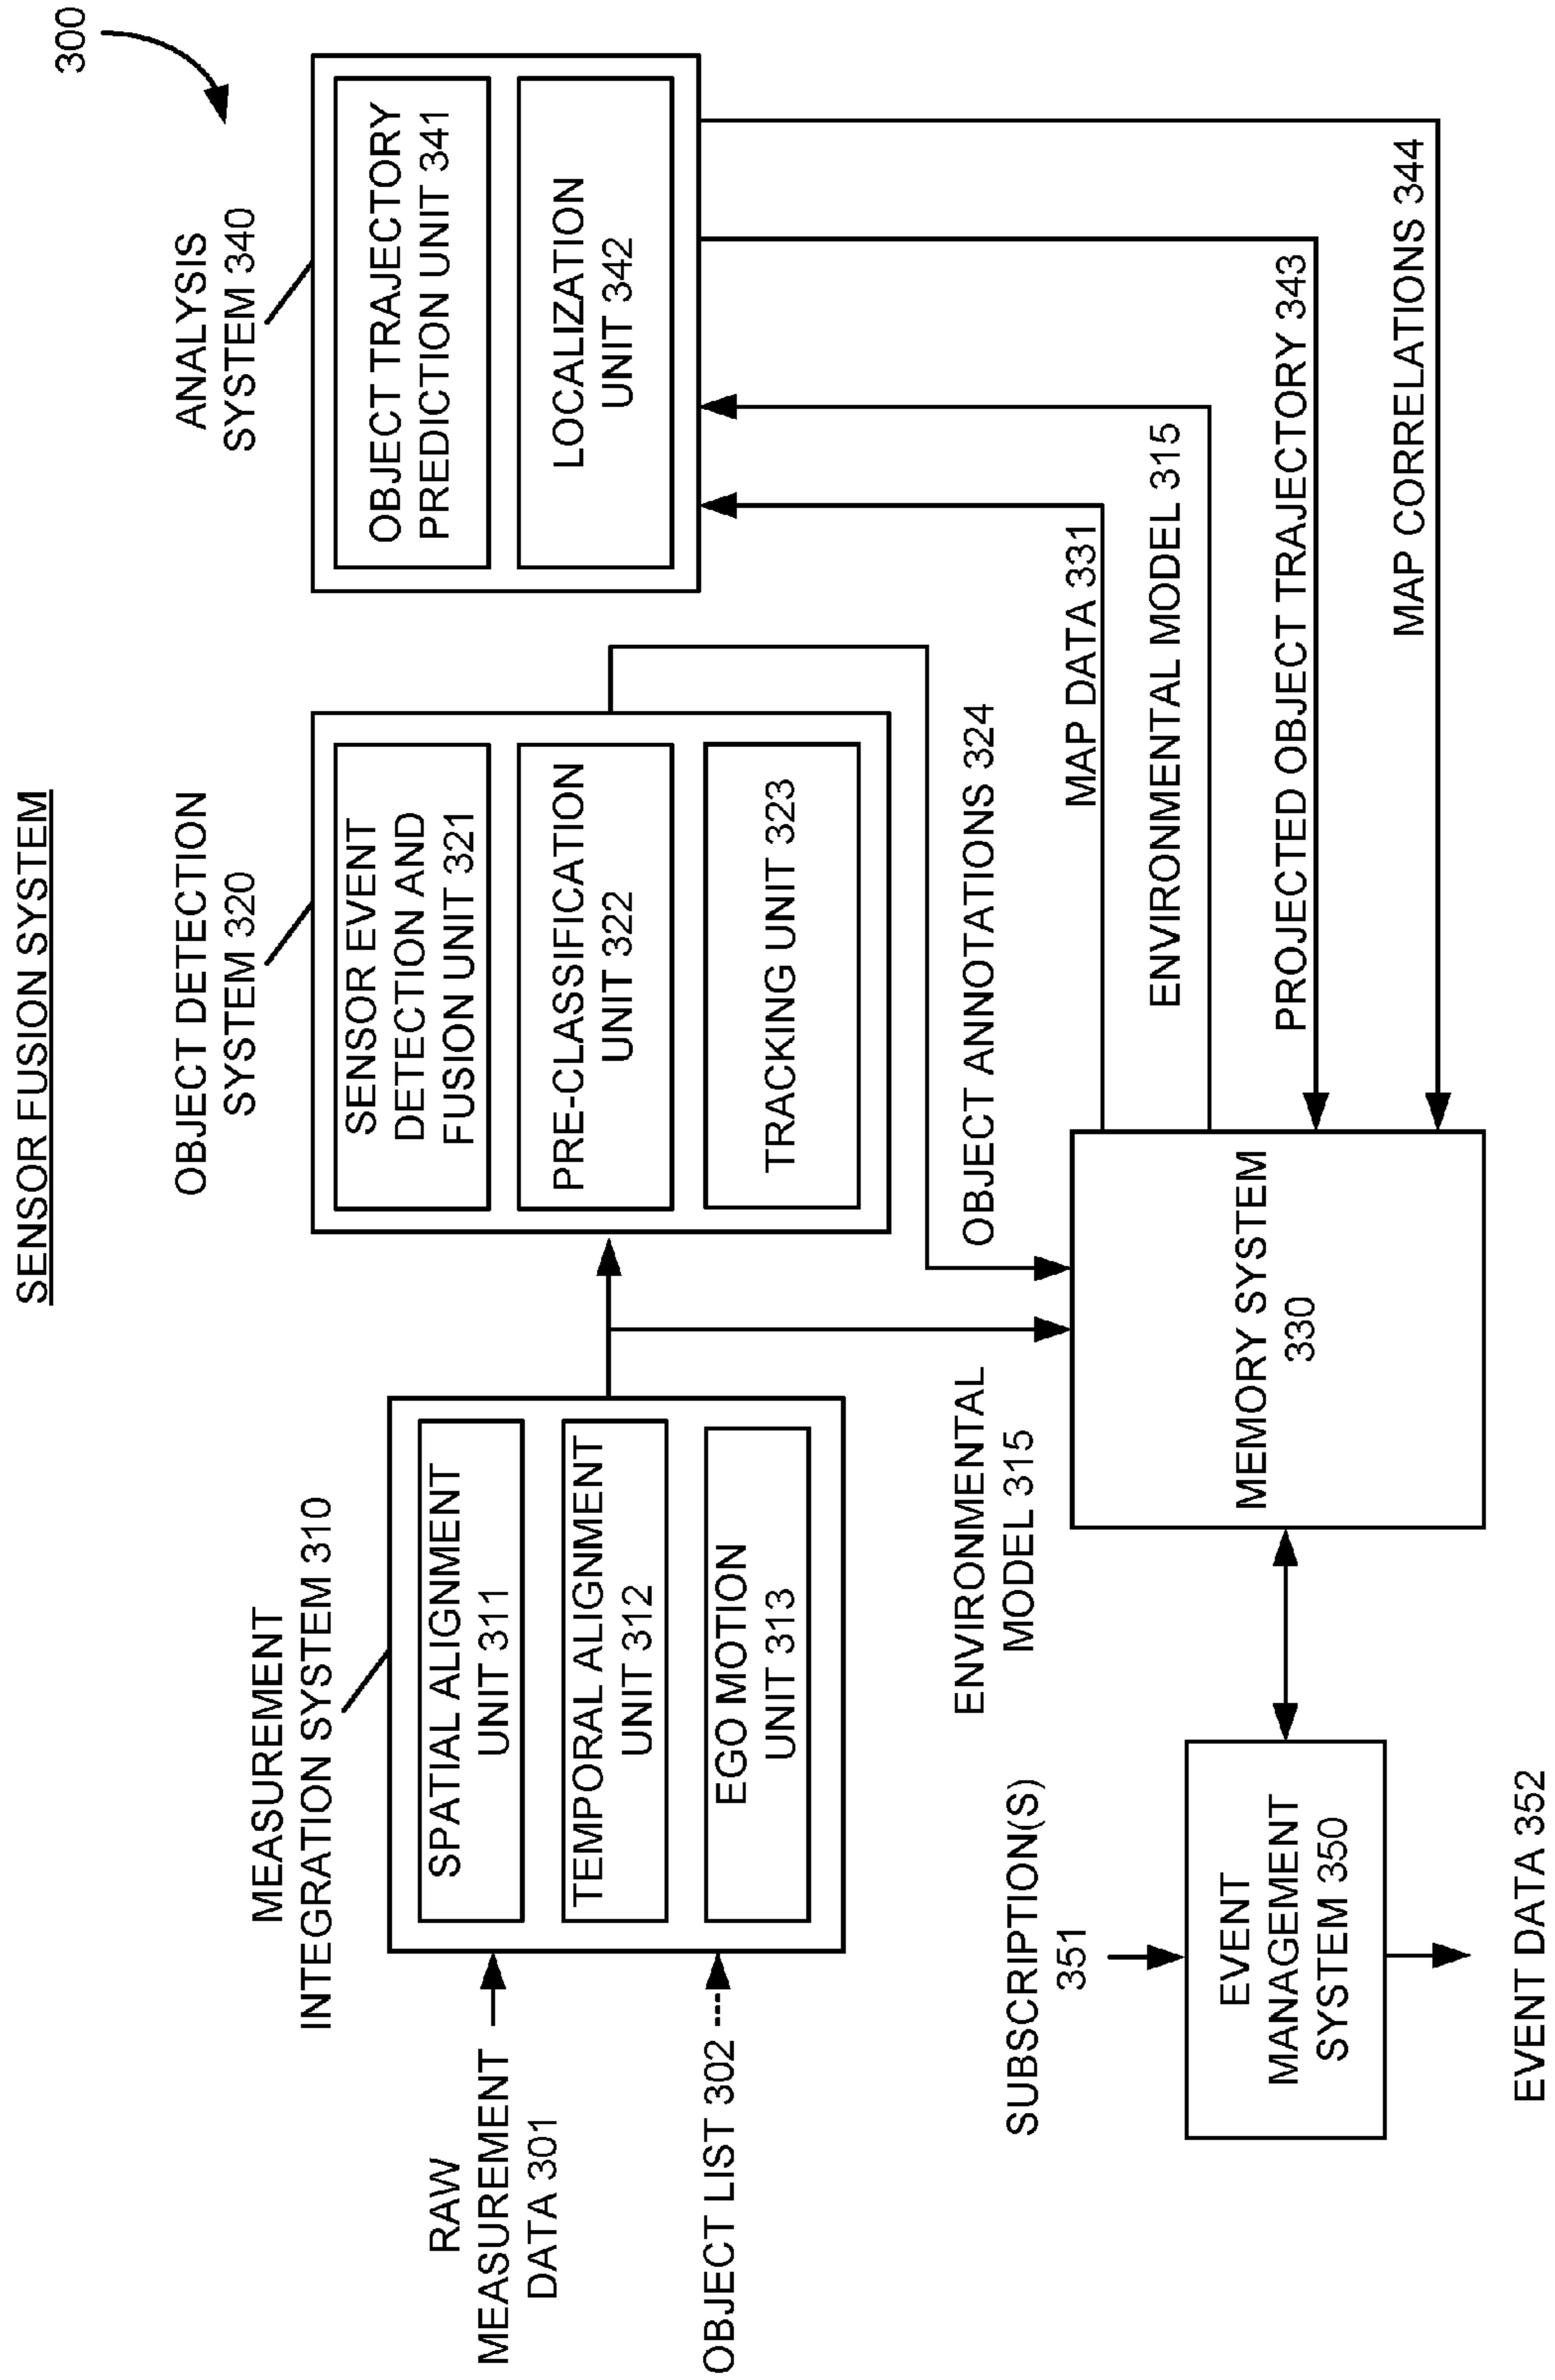 SENSOR FUSION SYSTEM
300
MEASUREMENT
INTEGRATION SYSTEM 310
OBJECT DETECTION
SYSTEM 320
ANALYSIS
SYSTEM 340
RAW
MEASUREMENT
DATA 301
OBJECT LIST 302
SPATIAL ALIGNMENT
UNIT 311
TEMPORAL ALIGNMENT
UNIT 312
EGO MOTION
UNIT 313
SENSOR EVENT
DETECTION AND
FUSION UNIT 321
PRE-CLASSIFICATION
UNIT 322
TRACKING UNIT 323
OBJECT TRAJECTORY
PREDICTION UNIT 341
LOCALIZATION
UNIT 342
ENVIRONMENTAL
MODEL 315
OBJECT ANNOTATIONS 324
MAP DATA 331
ENVIRONMENTAL MODEL 315
PROJECTED OBJECT TRAJECTORY 343
MAP CORRELATIONS 344
SUBSCRIPTION(S)
351
EVENT
MANAGEMENT
SYSTEM 350
MEMORY SYSTEM
330
EVENT DATA 352